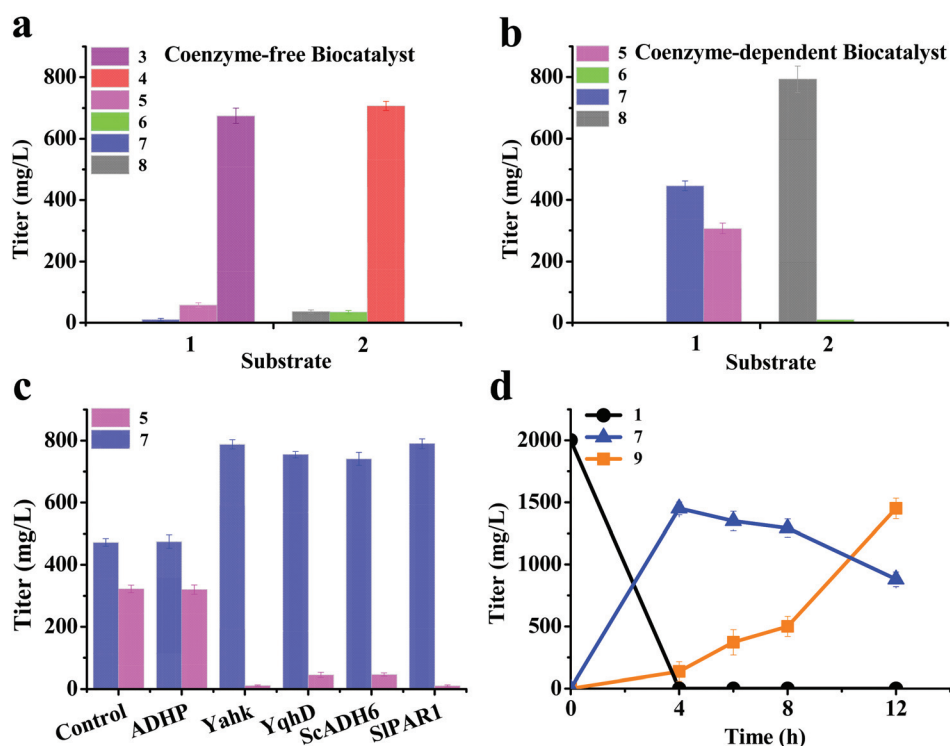 a
3
4
5
6
7
8
Coenzyme-free Biocatalyst
Titer (mg/L)
800
600
400
200
0
1
2
Substrate
b
5
6
7
8
Coenzyme-dependent Biocatalyst
Titer (mg/L)
800
600
400
200
0
1
2
Substrate
c
5
7
Titer (mg/L)
800
600
400
200
0
Control
ADHP
Yahk
YqhD
ScADH6
SlPAR1
d
1
7
9
Titer (mg/L)
2000
1500
1000
500
0
0
4
8
12
Time (h)